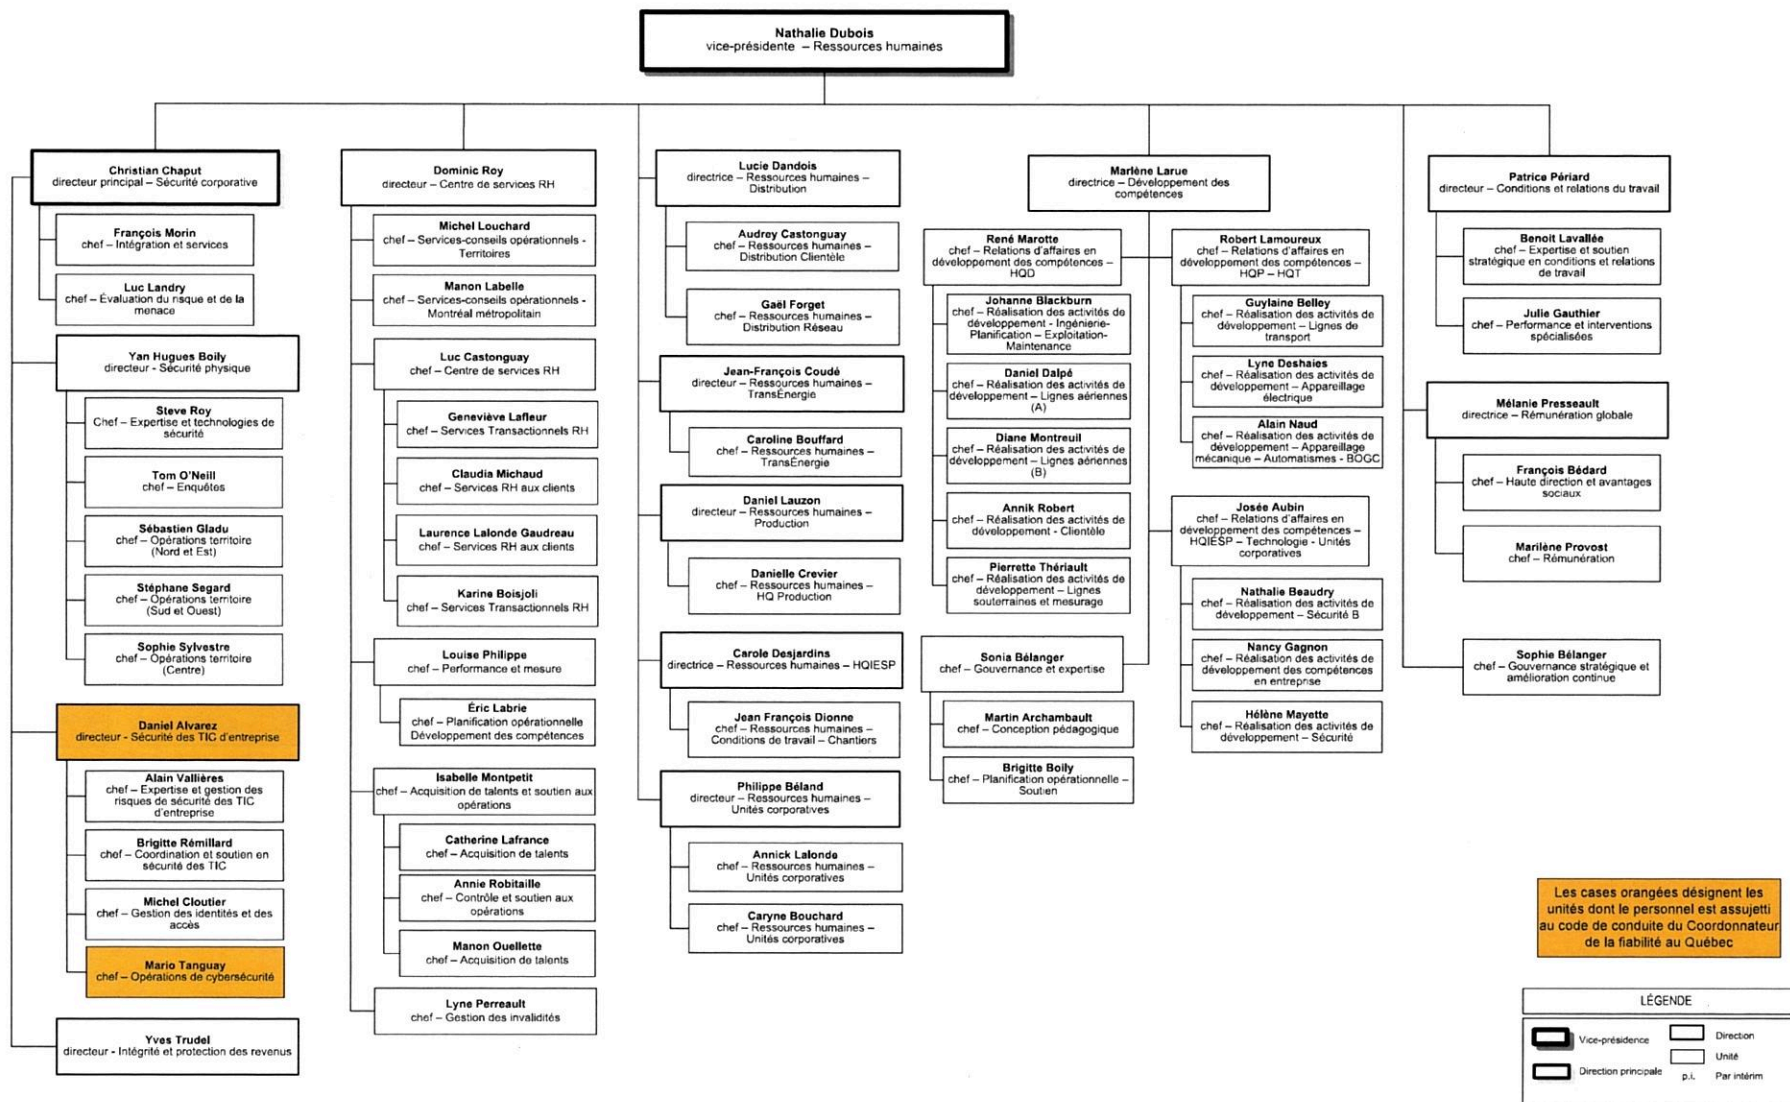 Nathalie Dubois
vice-présidente – Ressources humaines
Christian Chaput
directeur principal – Sécurité corporative
François Morin
chef – Intégration et services
Luc Landry
chef – Évaluation du risque et de la
menace
Yan Hugues Boily
directeur - Sécurité physique
Steve Roy
Chef – Expertise et technologies de
sécurité
Tom O'Neill
chef – Enquêtes
Sébastien Gladu
chef – Opérations territoire
(Nord et Est)
Stéphane Segard
chef – Opérations territoire
(Sud et Ouest)
Sophie Sylvestre
chef – Opérations territoire
(Centre)
Daniel Alvarez
directeur - Sécurité des TIC d'entreprise
Alain Vallières
chef – Expertise et gestion des
risques de sécurité des TIC
d'entreprise
Brigitte Rémillard
chef – Coordination et soutien en
sécurité des TIC
Michel Cloutier
chef – Gestion des identités et des
accès
Mario Tanguay
chef – Opérations de cybersécurité
Yves Trudel
directeur - Intégrité et protection des revenus
Dominic Roy
directeur – Centre de services RH
Michel Louchard
chef – Services-conseils opérationnels -
Territoires
Manon Labelle
chef – Services-conseils opérationnels -
Montréal métropolitain
Luc Castonguay
chef – Centre de services RH
Geneviève Lafleur
chef – Services Transactionnels RH
Claudia Michaud
chef – Services RH aux clients
Laurence Lalonde Gaudreau
chef – Services RH aux clients
Karine Boisjoli
chef – Services Transactionnels RH
Louise Philippe
chef – Performance et mesure
Éric Labrie
chef – Planification opérationnelle
Développement des compétences
Isabelle Montpetit
chef – Acquisition de talents et soutien aux
opérations
Catherine Lafrance
chef – Acquisition de talents
Annie Robitaille
chef – Contrôle et soutien aux
opérations
Manon Ouellette
chef – Acquisition de talents
Lyne Perreault
chef – Gestion des invalidités
Lucie Dandois
directrice – Ressources humaines –
Distribution
Audrey Castonguay
chef – Ressources humaines –
Distribution Clientèle
Gaël Forget
chef – Ressources humaines –
Distribution Réseau
Jean-François Coudé
directeur – Ressources humaines –
TransÉnergie
Caroline Bouffard
chef – Ressources humaines –
TransÉnergie
Daniel Lauzon
directeur – Ressources humaines –
Production
Danielle Crevier
chef – Ressources humaines –
HQ Production
Carole Desjardins
directrice – Ressources humaines – HQIESP
Jean François Dionne
chef – Ressources humaines –
Conditions de travail – Chantiers
Philippe Béland
directeur – Ressources humaines –
Unités corporatives
Annick Lalonde
chef – Ressources humaines –
Unités corporatives
Caryne Bouchard
chef – Ressources humaines –
Unités corporatives
Marlène Larue
directrice – Développement des
compétences
René Marotte
chef – Relations d'affaires en
développement des compétences –
HQD
Johanne Blackburn
chef – Réalisation des activités de
développement - Ingénierie-
Planification – Exploitation-
Maintenance
Daniel Dalpé
chef – Réalisation des activités de
développement – Lignes aériennes
(A)
Diane Montreuil
chef – Réalisation des activités de
développement – Lignes aériennes
(B)
Annik Robert
chef – Réalisation des activités de
développement - Clientèle
Pierrette Thériault
chef – Réalisation des activités de
développement – Lignes
souterraines et mesurage
Sonia Bélanger
chef – Gouvernance et expertise
Martin Archambault
chef – Conception pédagogique
Brigitte Boily
chef – Planification opérationnelle –
Soutien
Robert Lamoureux
chef – Relations d'affaires en
développement des compétences –
HQP – HQT
Guylaine Belley
chef – Réalisation des activités de
développement – Lignes de
transport
Lyne Deshaies
chef – Réalisation des activités de
développement – Appareillage
électrique
Alain Naud
chef – Réalisation des activités de
développement – Appareillage
mécanique – Automatismes - BOGC
Josée Aubin
chef – Relations d'affaires en
développement des compétences –
HQIESP – Technologie - Unités
corporatives
Nathalie Beaudry
chef – Réalisation des activités de
développement – Sécurité B
Nancy Gagnon
chef – Réalisation des activités de
développement des compétences
en entreprise
Hélène Mayette
chef – Réalisation des activités de
développement – Sécurité
Patrice Périard
directeur – Conditions et relations du travail
Benoit Lavallée
chef – Expertise et soutien
stratégique en conditions et relations
de travail
Julie Gauthier
chef – Performance et interventions
spécialisées
Mélanie Presseault
directrice – Rémunération globale
François Bédard
chef – Haute direction et avantages
sociaux
Marilène Provost
chef – Rémunération
Sophie Bélanger
chef – Gouvernance stratégique et
amélioration continue
Les cases orangées désignent les
unités dont le personnel est assujetti
au code de conduite du Coordonnateur
de la fiabilité au Québec
LÉGENDE
Vice-présidence
Direction
Unité
Direction principale
p.i. Par intérim